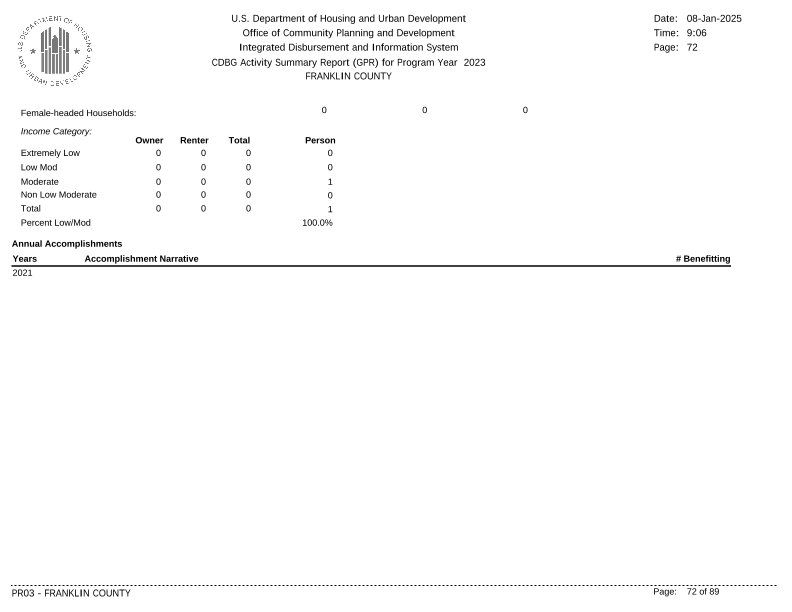 U.S. DEPARTMENT OF HOUSING AND URBAN DEVELOPMENT
U.S. Department of Housing and Urban Development
Office of Community Planning and Development
Integrated Disbursement and Information System
CDBG Activity Summary Report (GPR) for Program Year 2023
FRANKLIN COUNTY
Date: 08-Jan-2025
Time: 9:06
Page: 72
Female-headed Households: 0 0 0
Income Category:
Owner Renter Total Person
Extremely Low 0 0 0 0
Low Mod 0 0 0 0
Moderate 0 0 0 1
Non Low Moderate 0 0 0 0
Total 0 0 0 1
Percent Low/Mod 100.0%
Annual Accomplishments
Years Accomplishment Narrative # Benefitting
2021
PR03 - FRANKLIN COUNTY Page: 72 of 89